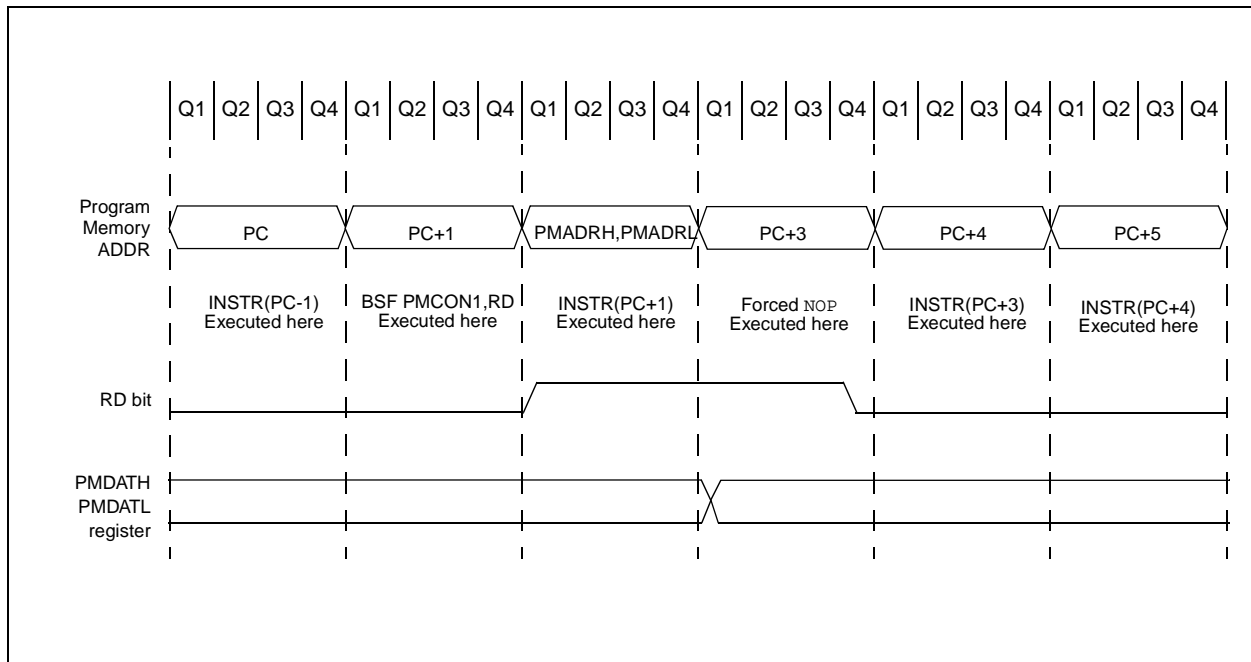 Q1 Q2 Q3 Q4 Q1 Q2 Q3 Q4 Q1 Q2 Q3 Q4 Q1 Q2 Q3 Q4 Q1 Q2 Q3 Q4 Q1 Q2 Q3 Q4
Program
Memory
ADDR
PC
PC+1
PMADRH,PMADRL
PC+3
PC+4
PC+5
INSTR(PC-1)
Executed here
BSF PMCON1,RD
Executed here
INSTR(PC+1)
Executed here
Forced NOP
Executed here
INSTR(PC+3)
Executed here
INSTR(PC+4)
Executed here
RD bit
PMDATH
PMDATL
register